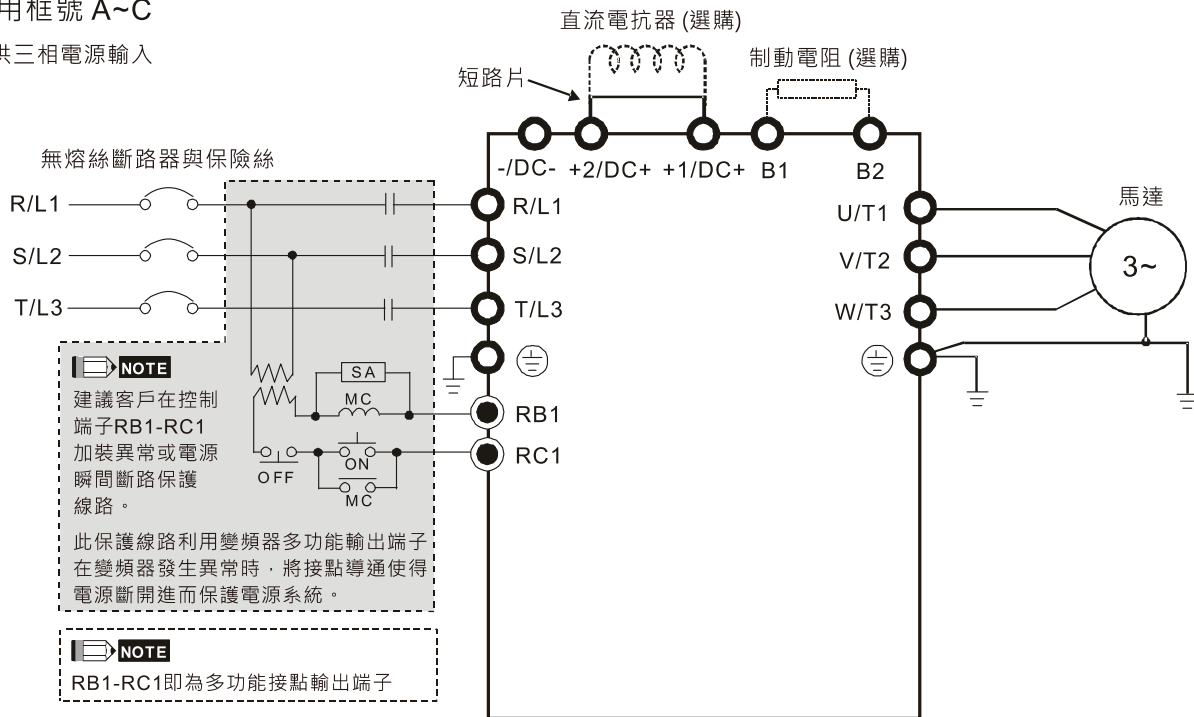 用框號 A~C
供三相電源輸入
直流電抗器 (選購)
制動電阻 (選購)
短路片
無熔絲斷路器與保險絲
-/DC- +2/DC+ +1/DC+ B1 B2
R/L1
R/L1
U/T1
馬達
S/L2
S/L2
V/T2
3~
T/L3
T/L3
W/T3
NOTE
建議客戶在控制
端子RB1-RC1
加裝異常或電源
瞬間斷路保護
線路。
SA
MC
RB1
OFF
ON
RC1
MC
此保護線路利用變頻器多功能輸出端子
在變頻器發生異常時，將接點導通使得
電源斷開進而保護電源系統。
NOTE
RB1-RC1即為多功能接點輸出端子